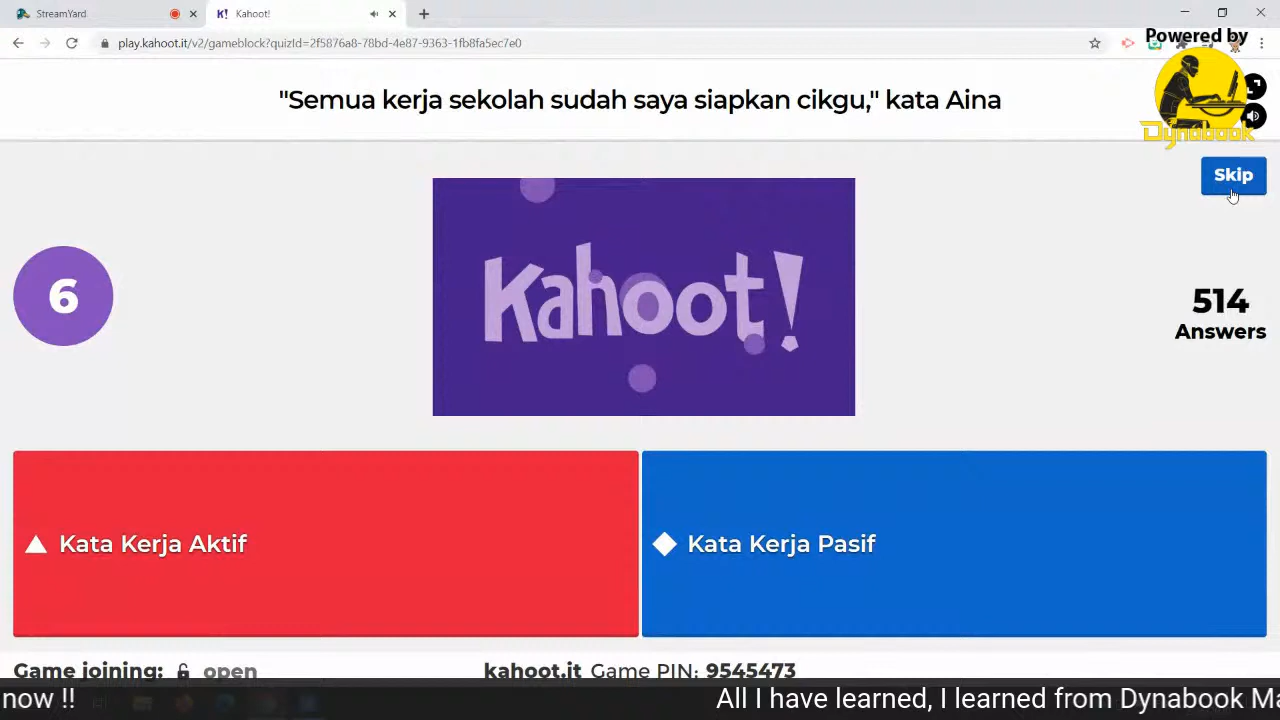 StreamYard
K! Kahoot!
play.kahoot.it/v2/gameblock?quizId=2f5876a8-78bd-4e87-9363-1fb8fa5ec7e0
Powered by
Dynabook
"Semua kerja sekolah sudah saya siapkan cikgu," kata Aina
Skip
Kahoot!
6
514
Answers
Kata Kerja Aktif
Kata Kerja Pasif
Game joining: open
kahoot.it Game PIN: 9545473
now !! All I have learned, I learned from Dynabook Ma